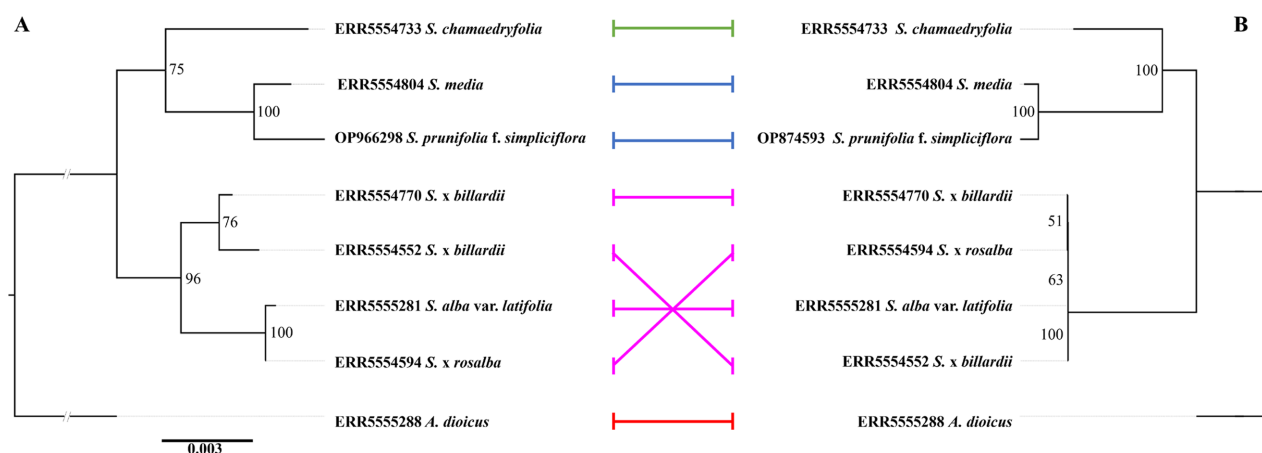 A
B
ERR5554733 S. chamaedryfolia
ERR5554733 S. chamaedryfolia
75
100
ERR5554804 S. media
ERR5554804 S. media
100
100
OP966298 S. prunifolia f. simpliciflora
OP874593 S. prunifolia f. simpliciflora
ERR5554770 S. x billardii
ERR5554770 S. x billardii
76
51
ERR5554552 S. x billardii
ERR5554594 S. x rosalba
96
63
ERR5555281 S. alba var. latifolia
ERR5555281 S. alba var. latifolia
100
100
ERR5554594 S. x rosalba
ERR5554552 S. x billardii
ERR5555288 A. dioicus
ERR5555288 A. dioicus
0.003